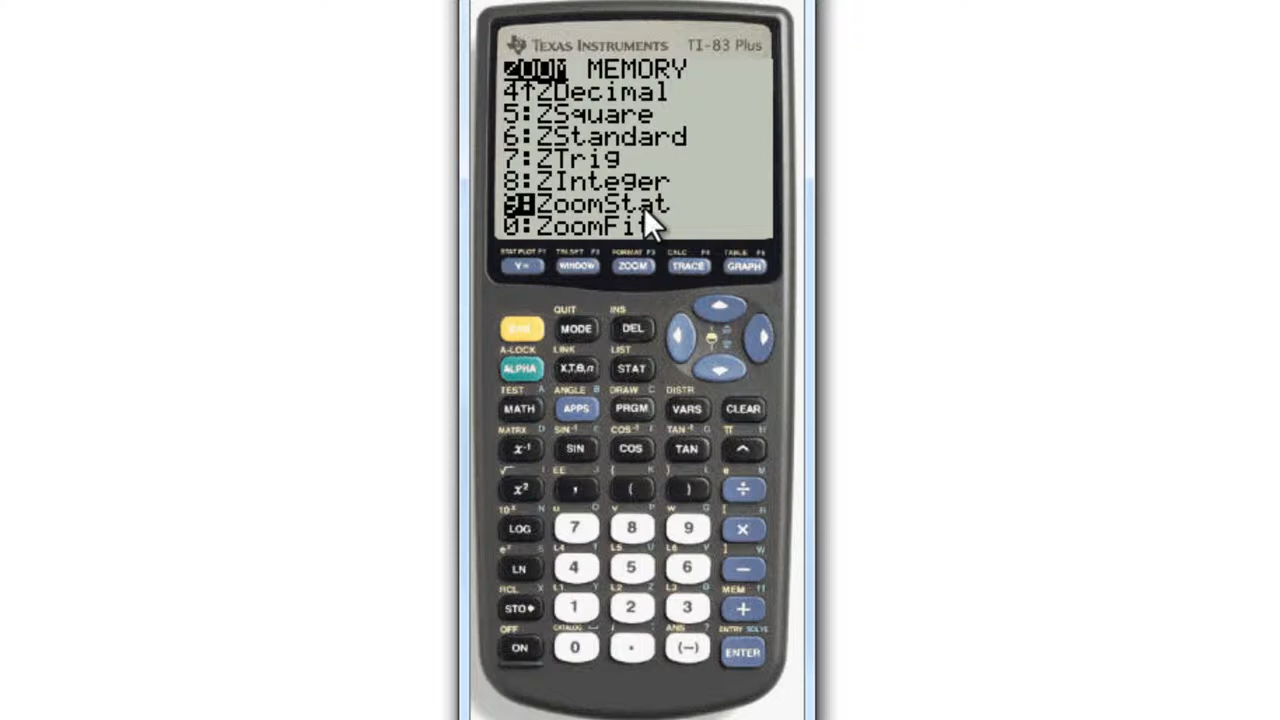 TEXAS INSTRUMENTS TI-83 Plus
ZOOM MEMORY
4↑ZDecimal
5:ZSquare
6:ZStandard
7:ZTrig
8:ZInteger
9:ZoomStat
0:ZoomFit
STAT PLOT F1 TBLSET F2 FORMAT F3 CALC F4 TABLE F5
Y= WINDOW ZOOM TRACE GRAPH
QUIT INS
MODE DEL
A-LOCK LINK LIST
ALPHA X,T,θ,n STAT
TEST A ANGLE B DRAW C DISTR
MATH APPS PRGM VARS CLEAR
MATRX D SIN⁻¹ E COS⁻¹ F TAN⁻¹ G π H
x⁻¹ SIN COS TAN ^
√ I EE J { K } L e M
x² , ( ) ÷
10ˣ N u O v P w Q [ R
LOG 7 8 9 ×
eˣ S L4 T L5 U L6 V ] W
LN 4 5 6 −
RCL X L1 Y L2 Z L3 θ MEM "
STO▸ 1 2 3 +
OFF CATALOG i : ANS ? ENTRY SOLVE
ON 0 . (−) ENTER